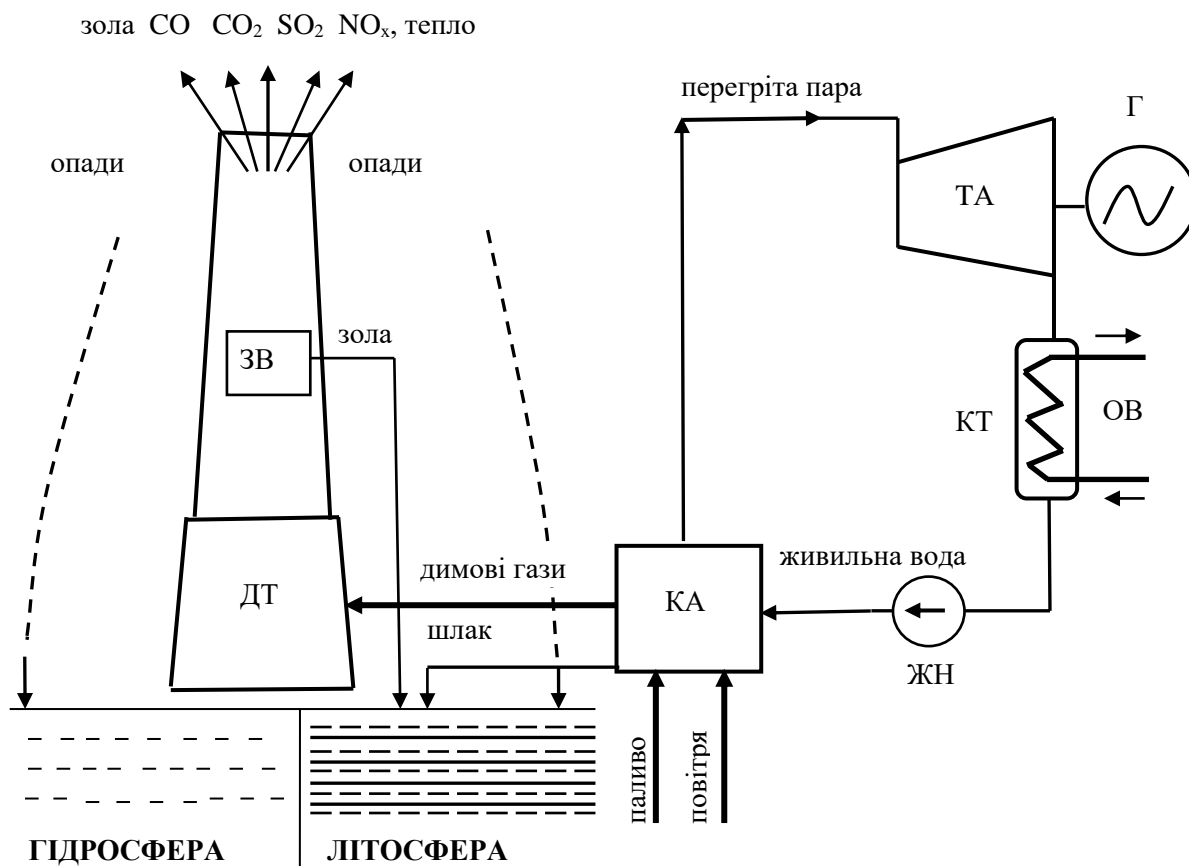 зола CO CO₂ SO₂ NOₓ, тепло
перегріта пара
Г
опади
опади
ТА
зола
ЗВ
КТ
ОВ
димові гази
живильна вода
ДТ
КА
шлак
ЖН
паливо
повітря
ГІДРОСФЕРА
ЛІТОСФЕРА